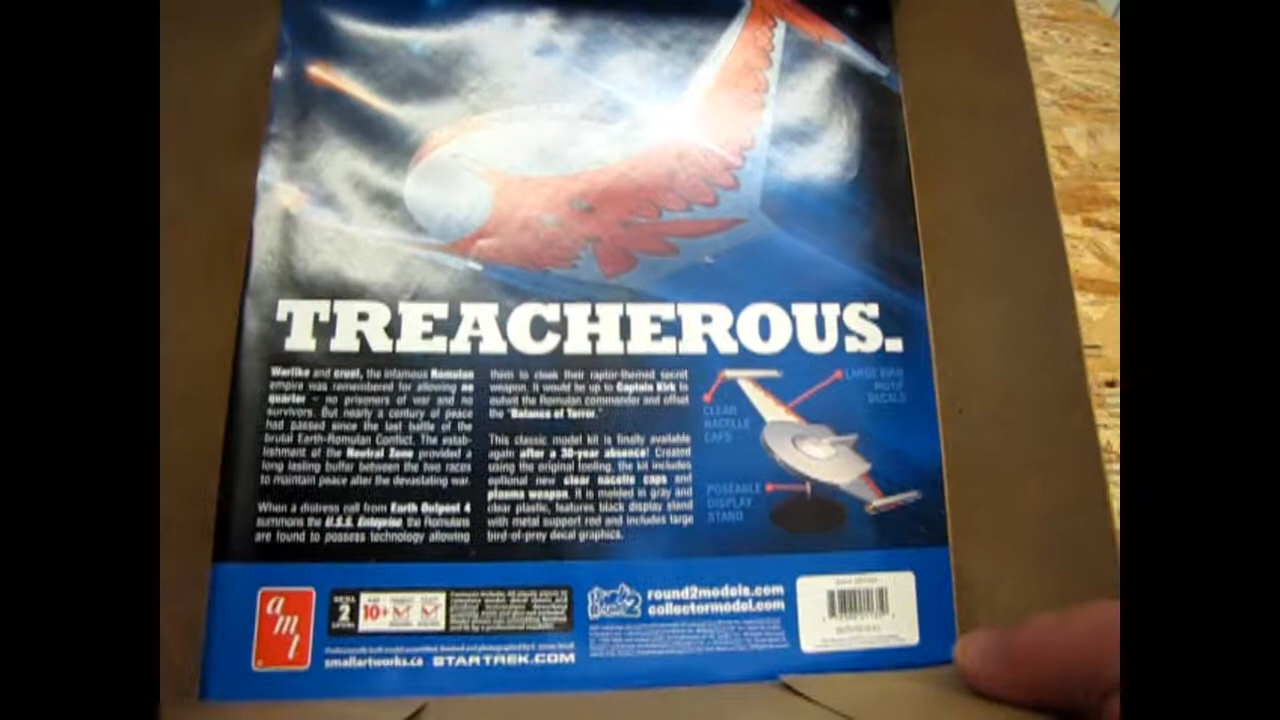 TREACHEROUS.
Warlike and cruel, the infamous Romulan
empire was remembered for allowing no
quarter – no prisoners of war and no
survivors. But nearly a century of peace
had passed since the last battle of the
brutal Earth-Romulan Conflict. The estab-
lishment of the Neutral Zone provided a
long lasting buffer between the two races
to maintain peace after the devastating war.
When a distress call from Earth Outpost 4
summons the U.S.S. Enterprise, the Romulans
are found to possess technology allowing
them to cloak their raptor-themed secret
weapon. It would be up to Captain Kirk to
outwit the Romulan commander and offset
the "Balance of Terror."
This classic model kit is finally available
again after a 30-year absence! Created
using the original tooling, the kit includes
optional new clear nacelle caps and
plasma weapon. It is molded in gray and
clear plastic, features black display stand
with metal support rod and includes large
bird-of-prey decal graphics.
CLEAR
NACELLE
CAPS
LARGE BIRD
MOTIF
DECALS
POSEABLE
DISPLAY
STAND
amt
SKILL
2
10+
round2models.com
collectormodel.com
smallartworks.ca STARTREK.COM